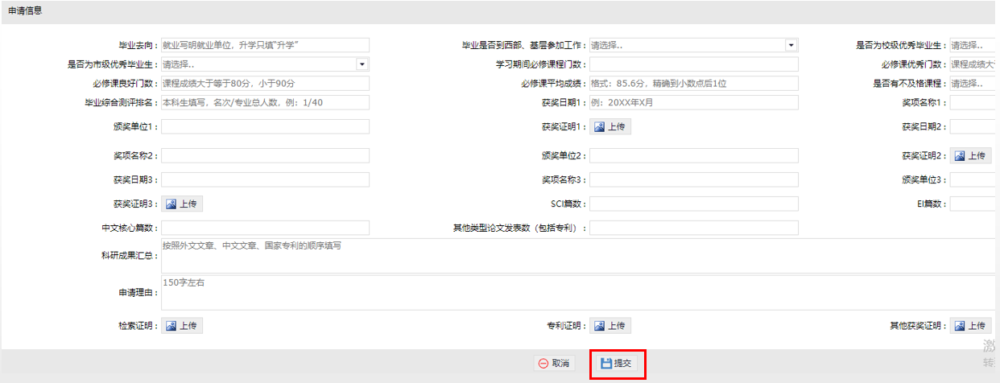 申请信息
毕业去向： 就业写明就业单位，升学只填“升学” 毕业是否到西部、基层参加工作： 请选择.. 是否为校级优秀毕业生： 请选择..
是否为市级优秀毕业生： 请选择.. 学习期间必修课程门数： 必修课优秀门数： 课程成绩大
必修课良好门数： 课程成绩大于等于80分，小于90分 必修课平均成绩： 格式：85.6分，精确到小数点后1位 是否有不及格课程： 请选择..
毕业综合测评排名： 本科生填写，名次/专业总人数，例：1/40 获奖日期1： 例：20XX年X月 奖项名称1：
颁奖单位1： 获奖证明1： 上传 获奖日期2：
奖项名称2： 颁奖单位2： 获奖证明2： 上传
获奖日期3： 奖项名称3： 颁奖单位3：
获奖证明3： 上传 SCI篇数： EI篇数：
中文核心篇数： 其他类型论文发表数（包括专利）：
科研成果汇总： 按照外文文章、中文文章、国家专利的顺序填写
申请理由： 150字左右
检索证明： 上传 专利证明： 上传 其他获奖证明： 上传
取消 提交
激
转